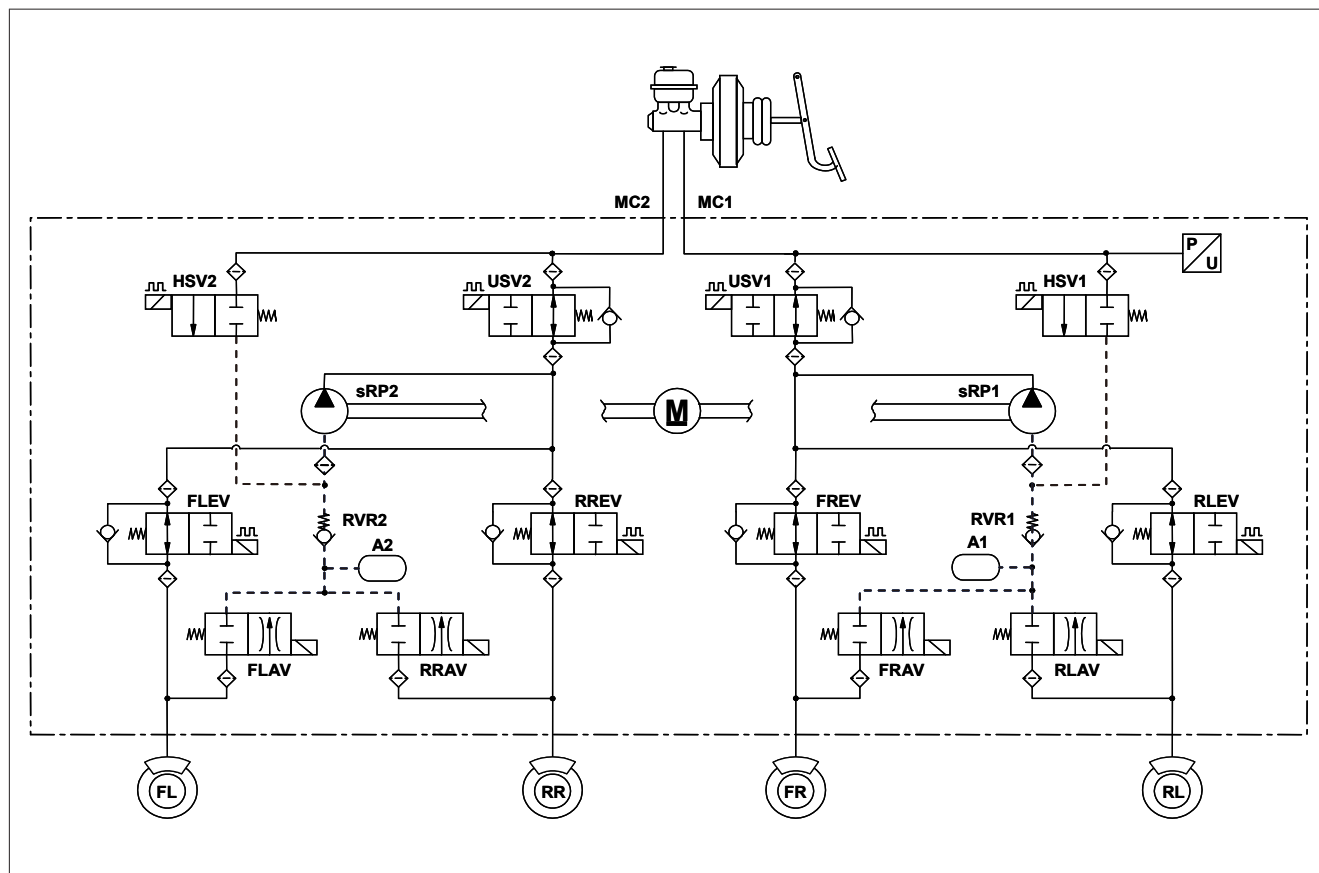 MC2 MC1
P
U
HSV2 USV2 USV1 HSV1
sRP2 M sRP1
FLEV RREV FREV RLEV
RVR2 RVR1
A2 A1
FLAV RRAV FRAV RLAV
FL RR FR RL